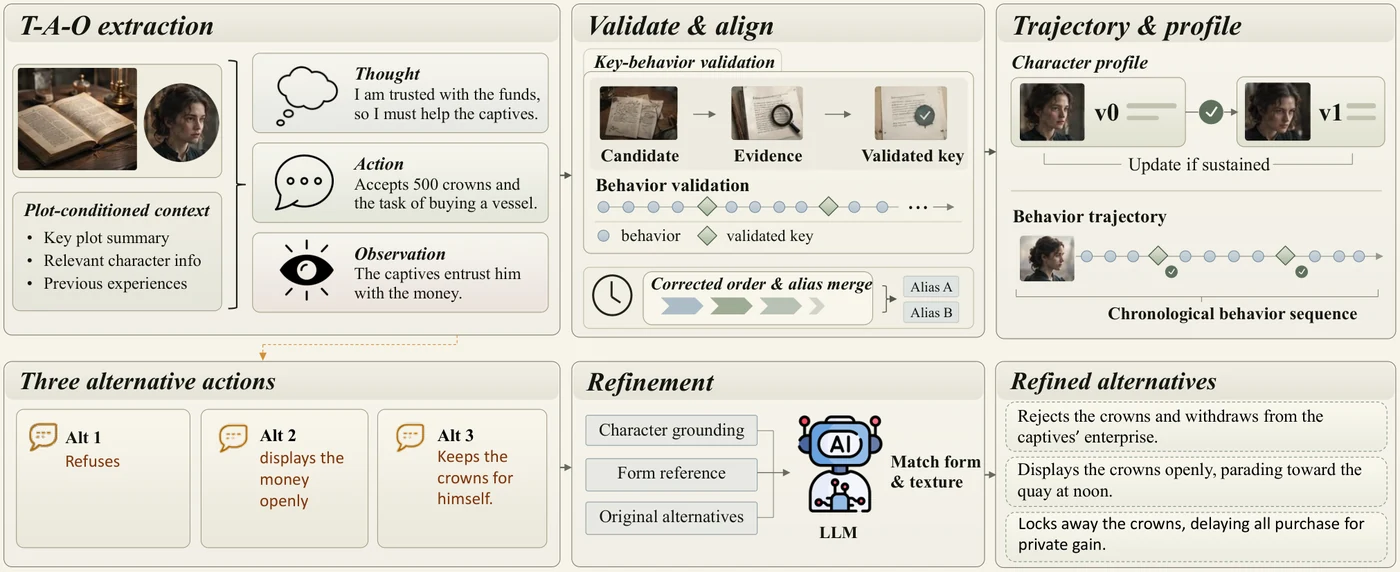 T-A-O extraction
Plot-conditioned context
• Key plot summary
• Relevant character info
• Previous experiences
Thought
I am trusted with the funds,
so I must help the captives.
Action
Accepts 500 crowns and
the task of buying a vessel.
Observation
The captives entrust him
with the money.
Validate & align
Key-behavior validation
Candidate
Evidence
Validated key
Behavior validation
...
behavior
validated key
Corrected order & alias merge
Alias A
Alias B
Trajectory & profile
Character profile
v0
v1
Update if sustained
Behavior trajectory
Chronological behavior sequence
Three alternative actions
Alt 1
Refuses
Alt 2
displays the
money
openly
Alt 3
Keeps the
crowns for
himself.
Refinement
Character grounding
Form reference
Original alternatives
AI
LLM
Match form
& texture
Refined alternatives
Rejects the crowns and withdraws from the
captives’ enterprise.
Displays the crowns openly, parading toward the
quay at noon.
Locks away the crowns, delaying all purchase for
private gain.